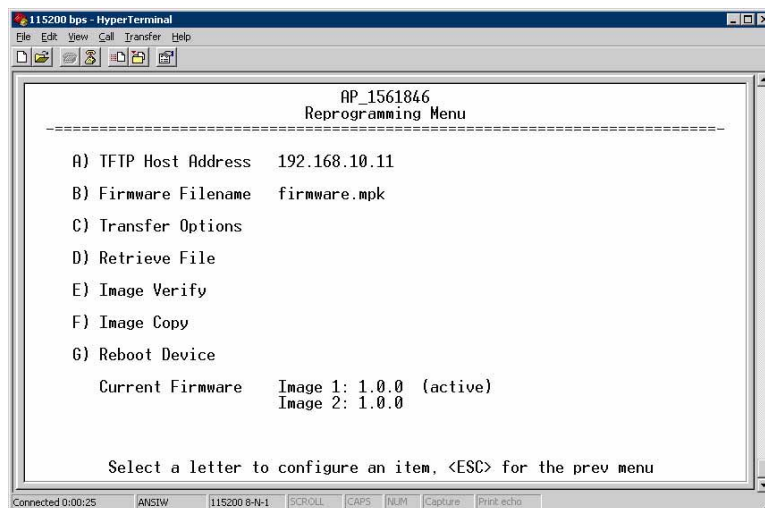 115200 bps - HyperTerminal
File Edit View Call Transfer Help
AP_1561846
Reprogramming Menu
-==========================================================================-
A) TFTP Host Address 192.168.10.11
B) Firmware Filename firmware.mpk
C) Transfer Options
D) Retrieve File
E) Image Verify
F) Image Copy
G) Reboot Device
Current Firmware Image 1: 1.0.0 (active)
Image 2: 1.0.0
Select a letter to configure an item, <ESC> for the prev menu
Connected 0:00:25 ANSIW 115200 8-N-1 SCROLL CAPS NUM Capture Print echo